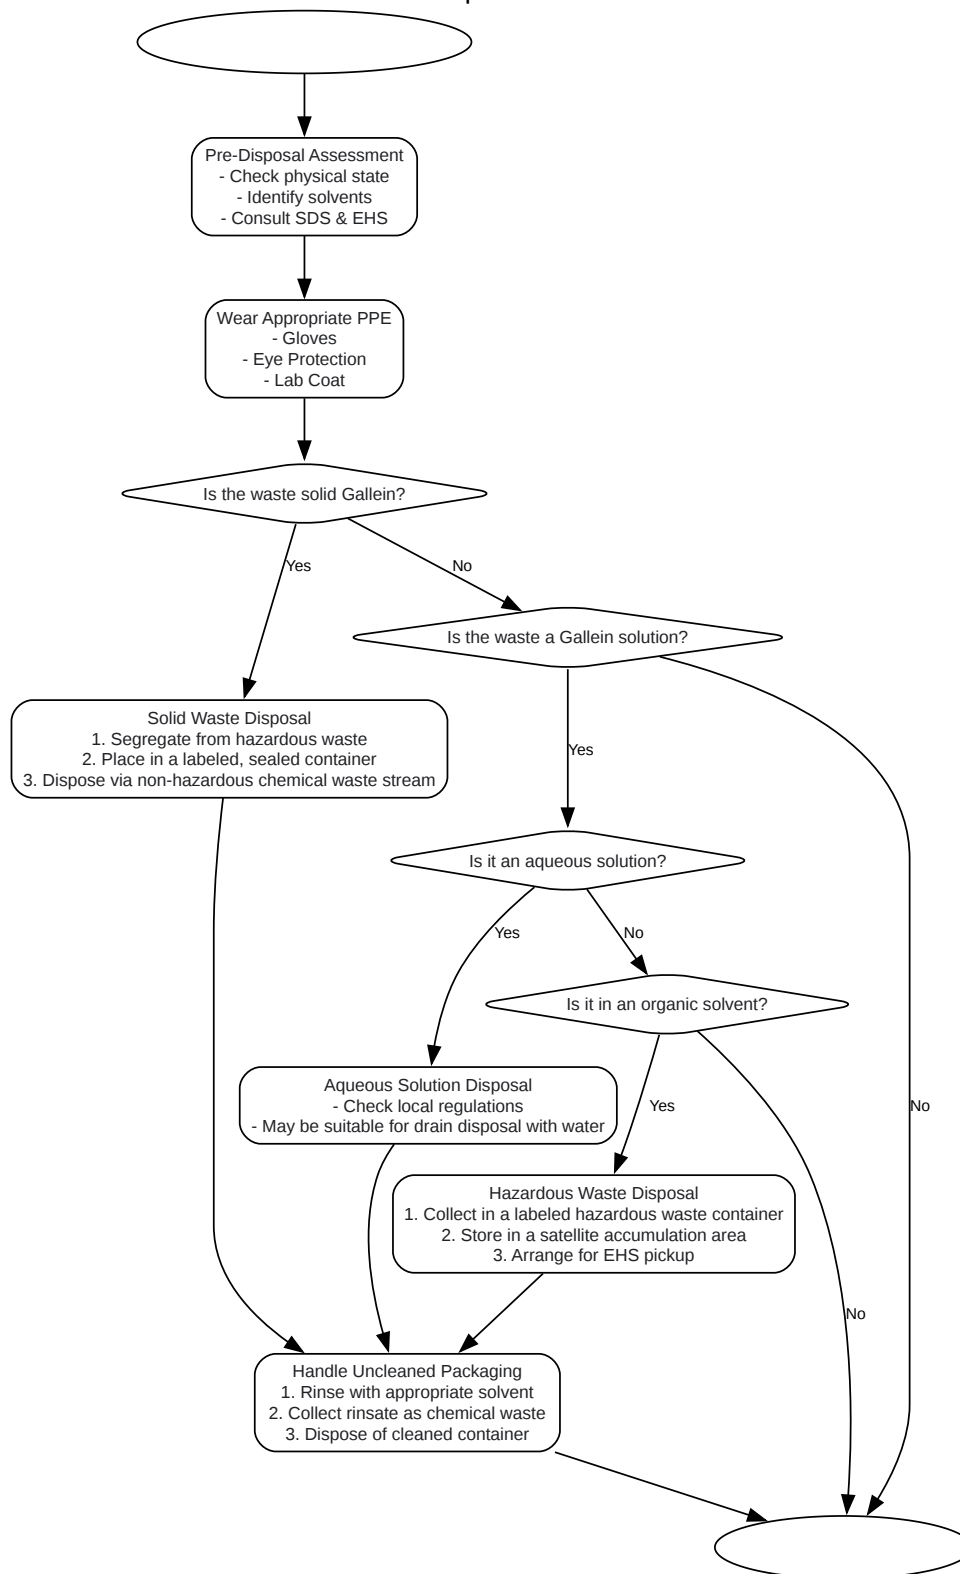 Pre-Disposal Assessment
- Check physical state
- Identify solvents
- Consult SDS & EHS
Wear Appropriate PPE
- Gloves
- Eye Protection
- Lab Coat
Is the waste solid Gallein?
Yes
No
Is the waste a Gallein solution?
Solid Waste Disposal
1. Segregate from hazardous waste
2. Place in a labeled, sealed container
3. Dispose via non-hazardous chemical waste stream
Yes
Is it an aqueous solution?
Yes
No
Is it in an organic solvent?
Aqueous Solution Disposal
- Check local regulations
- May be suitable for drain disposal with water
Yes
No
Hazardous Waste Disposal
1. Collect in a labeled hazardous waste container
2. Store in a satellite accumulation area
3. Arrange for EHS pickup
No
Handle Uncleaned Packaging
1. Rinse with appropriate solvent
2. Collect rinsate as chemical waste
3. Dispose of cleaned container